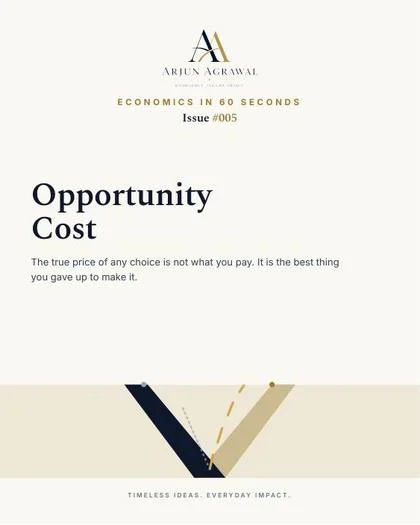 AA
ARJUN AGRAWAL
ECONOMICS IN 60 SECONDS
Issue #005
Opportunity
Cost
The true price of any choice is not what you pay. It is the best thing
you gave up to make it.
TIMELESS IDEAS. EVERYDAY IMPACT.